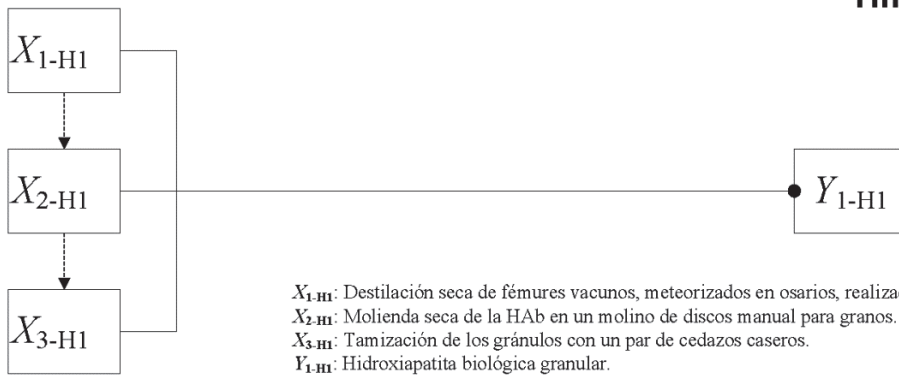 X1-H1
X2-H1
Y1-H1
X3-H1
X1-H1: Destilación seca de fémures vacunos, meteorizados en osarios,
X2-H1: Molienda seca de la HAb en un molino de discos manual para granos.
X3-H1: Tamización de los gránulos con un par de cedazos caseros.
Y1-H1: Hidroxiapatita biológica granular.